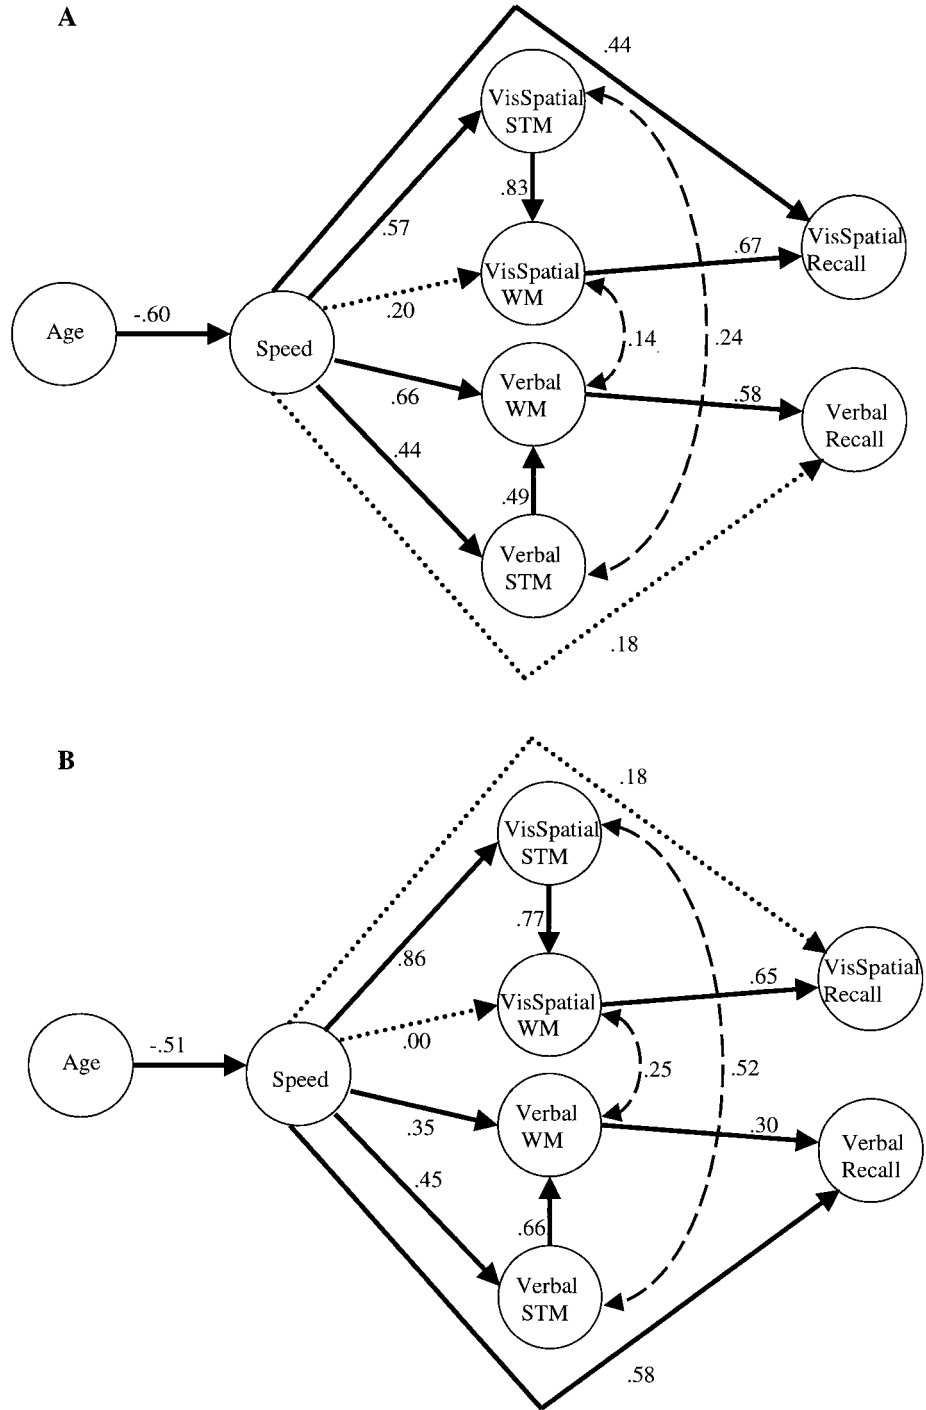 A
.44
VisSpatial
STM
.83
.57
VisSpatial
Recall
.67
VisSpatial
WM
-.60
Age
.20
Speed
.14
.24
Verbal
WM
.66
.58
Verbal
Recall
.44
.49
Verbal
STM
.18
B
.18
VisSpatial
STM
.77
.86
VisSpatial
Recall
.65
VisSpatial
WM
-.51
Age
.00
Speed
.25
.52
Verbal
WM
.35
.30
Verbal
Recall
.45
.66
Verbal
STM
.58